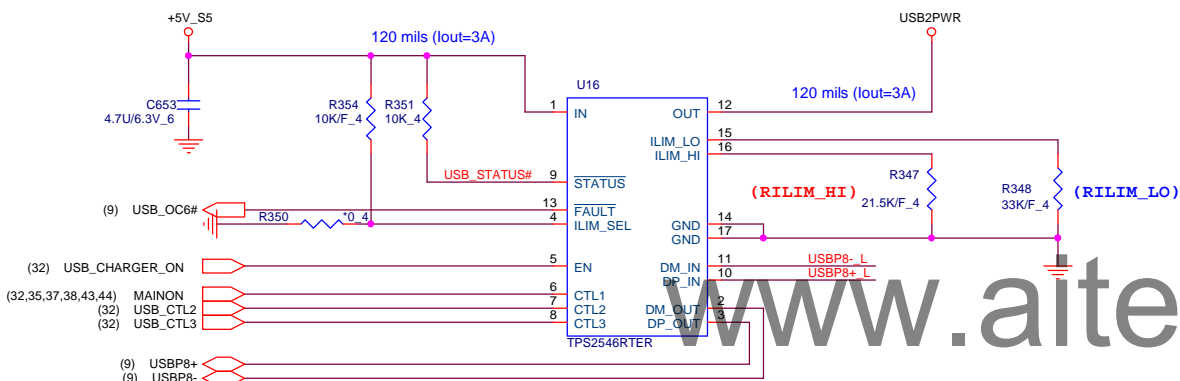 +5V_S5
USB2PWR
120 mils (Iout=3A)
U16
C653
4.7U/6.3V_6
R354
10K/F_4
R351
10K_4
1
IN
OUT
12
120 mils (Iout=3A)
ILIM_LO
15
ILIM_HI
16
USB_STATUS#
9
STATUS
(RILIM_HI)
R347
21.5K/F_4
R348
33K/F_4
(RILIM_LO)
(9) USB_OC6#
13
FAULT
R350
*0_4
4
ILIM_SEL
GND
14
GND
17
(32) USB_CHARGER_ON
5
EN
DM_IN
11
USBP8-_L
DP_IN
10
USBP8+_L
(32,35,37,38,43,44) MAINON
6
CTL1
(32) USB_CTL2
7
CTL2
DM_OUT
2
(32) USB_CTL3
8
CTL3
DP_OUT
3
TPS2546RTER
www.aite
(9) USBP8+
(9) USBP8-